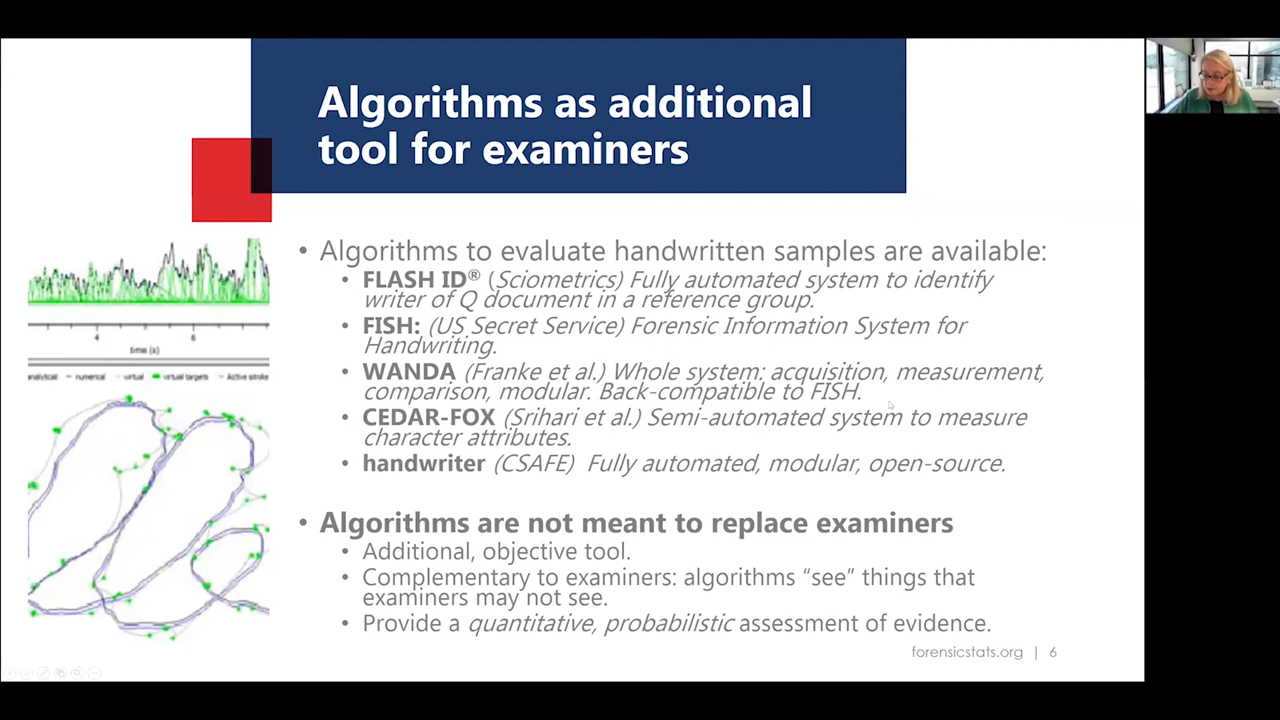 Algorithms as additional
tool for examiners
• Algorithms to evaluate handwritten samples are available:
• FLASH ID® (Sciometrics) Fully automated system to identify
writer of Q document in a reference group.
• FISH: (US Secret Service) Forensic Information System for
Handwriting.
• WANDA (Franke et al.) Whole system: acquisition, measurement,
comparison, modular. Back-compatible to FISH.
• CEDAR-FOX (Srihari et al.) Semi-automated system to measure
character attributes.
• handwriter (CSAFE) Fully automated, modular, open-source.
• Algorithms are not meant to replace examiners
• Additional, objective tool.
• Complementary to examiners: algorithms “see” things that
examiners may not see.
• Provide a quantitative, probabilistic assessment of evidence.
4 6
time (s)
analytical numerical virtual virtual targets Active stroke
forensicstats.org | 6